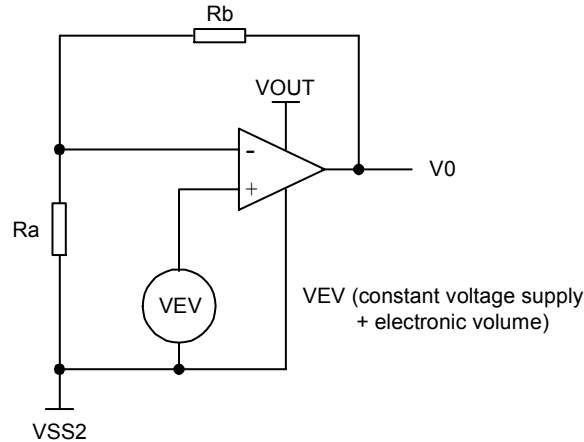 Rb
VOUT
-
V0
+
Ra
VEV
VEV (constant voltage supply
+ electronic volume)
VSS2